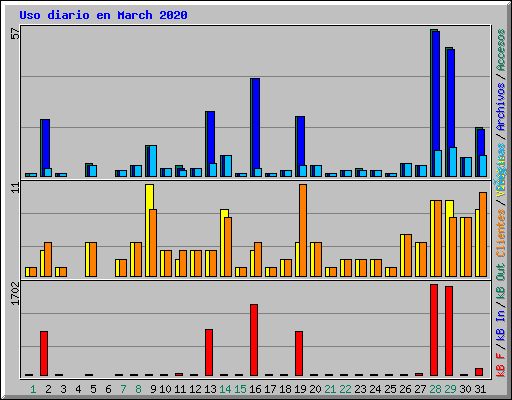 Uso diario en March 2020
57
11
1702
Accesos
/ Archivos /
Clientes /
kB F / kB In / kB Out
1 2 3 4 5 6 7 8 9 10 11 12 13 14 15 16 17 18 19 20 21 22 23 24 25 26 27 28 29 30 31